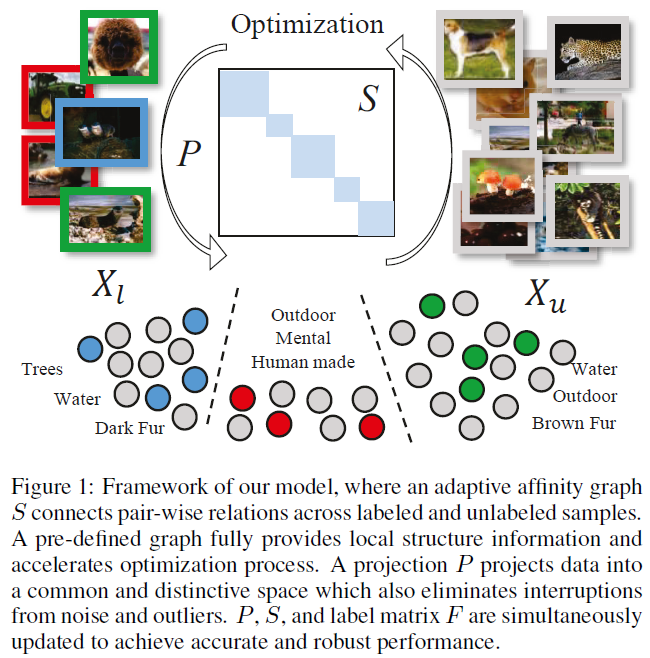 Optimization
S
P
X_l
X_u
Outdoor
Mental
Human made
Trees
Water
Dark Fur
Water
Outdoor
Brown Fur
Figure 1: Framework of our model, where an adaptive affinity graph
S connects pair-wise relations across labeled and unlabeled samples.
A pre-defined graph fully provides local structure information and
accelerates optimization process. A projection P projects data into
a common and distinctive space which also eliminates interruptions
from noise and outliers. P, S, and label matrix F are simultaneously
updated to achieve accurate and robust performance.